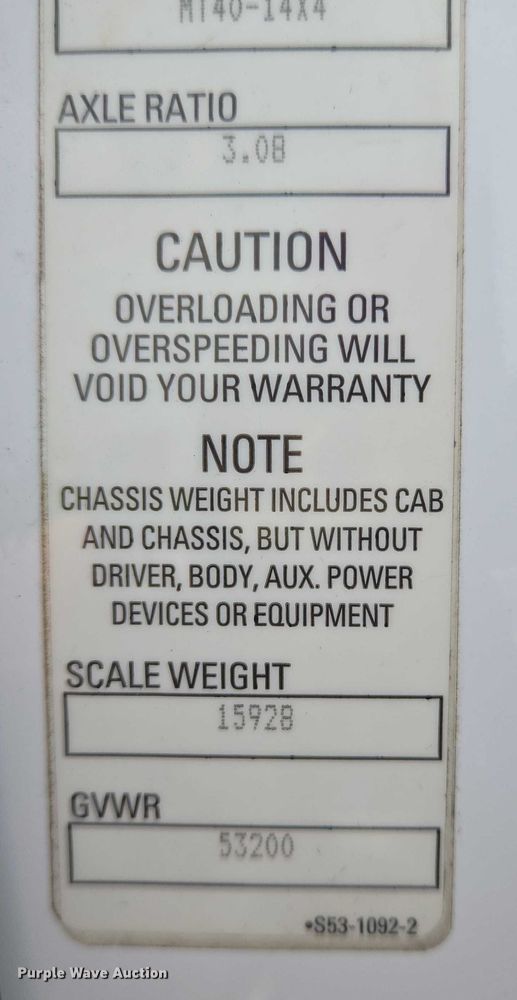 MT40-14X4
AXLE RATIO
3.08
CAUTION
OVERLOADING OR
OVERSPEEDING WILL
VOID YOUR WARRANTY
NOTE
CHASSIS WEIGHT INCLUDES CAB
AND CHASSIS, BUT WITHOUT
DRIVER, BODY, AUX. POWER
DEVICES OR EQUIPMENT
SCALE WEIGHT
15928
GVWR
53200
•S53-1092-2
Purple Wave Auction